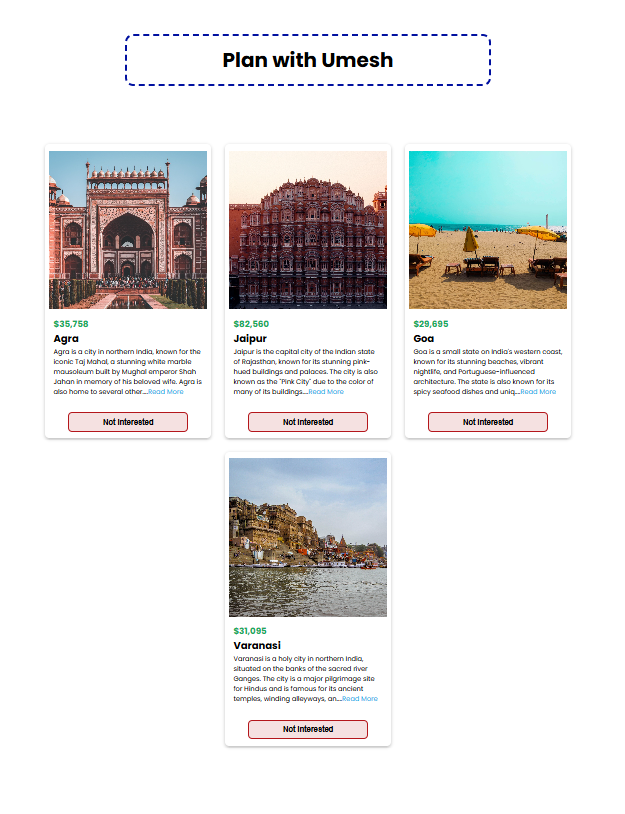 Plan with Umesh
$35,758
Agra
Agra is a city in northern India, known for the
iconic Taj Mahal, a stunning white marble
mausoleum built by Mughal emperor Shah
Jahan in memory of his beloved wife. Agra is
also home to several other....Read More
Not Interested
$82,560
Jaipur
Jaipur is the capital city of the Indian state
of Rajasthan, known for its stunning pink-
hued buildings and palaces. The city is also
known as the "Pink City" due to the color of
many of its buildings....Read More
Not Interested
$29,695
Goa
Goa is a small state on India's western coast,
known for its stunning beaches, vibrant
nightlife, and Portuguese-influenced
architecture. The state is also known for its
spicy seafood dishes and uniq....Read More
Not Interested
$31,095
Varanasi
Varanasi is a holy city in northern India,
situated on the banks of the sacred river
Ganges. The city is a major pilgrimage site
for Hindus and is famous for its ancient
temples, winding alleyways, an....Read More
Not Interested